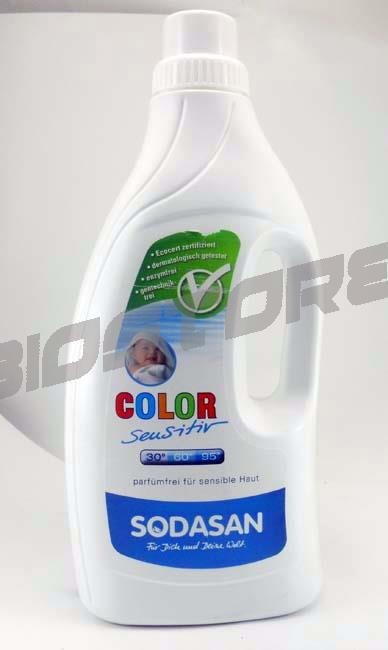 • Ecocert zertifiziert
• dermatologisch getestet
• enzymfrei
• gentechnik-
frei
BIOSTORE
COLOR
Sensitiv
30° 60° 95°
parfümfrei für sensible Haut
SODASAN
Für Dich und Deine Welt.